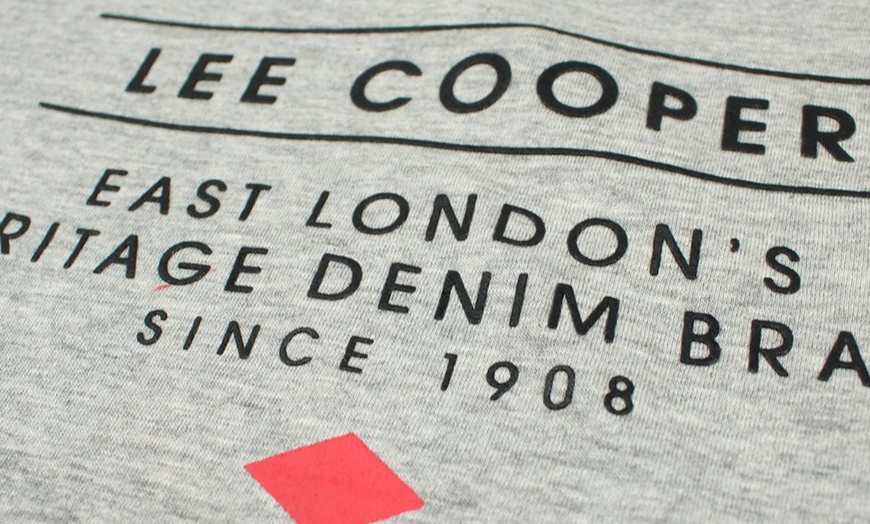 LEE COOPER
EAST LONDON'S
RITAGE DENIM BRA
SINCE 1908